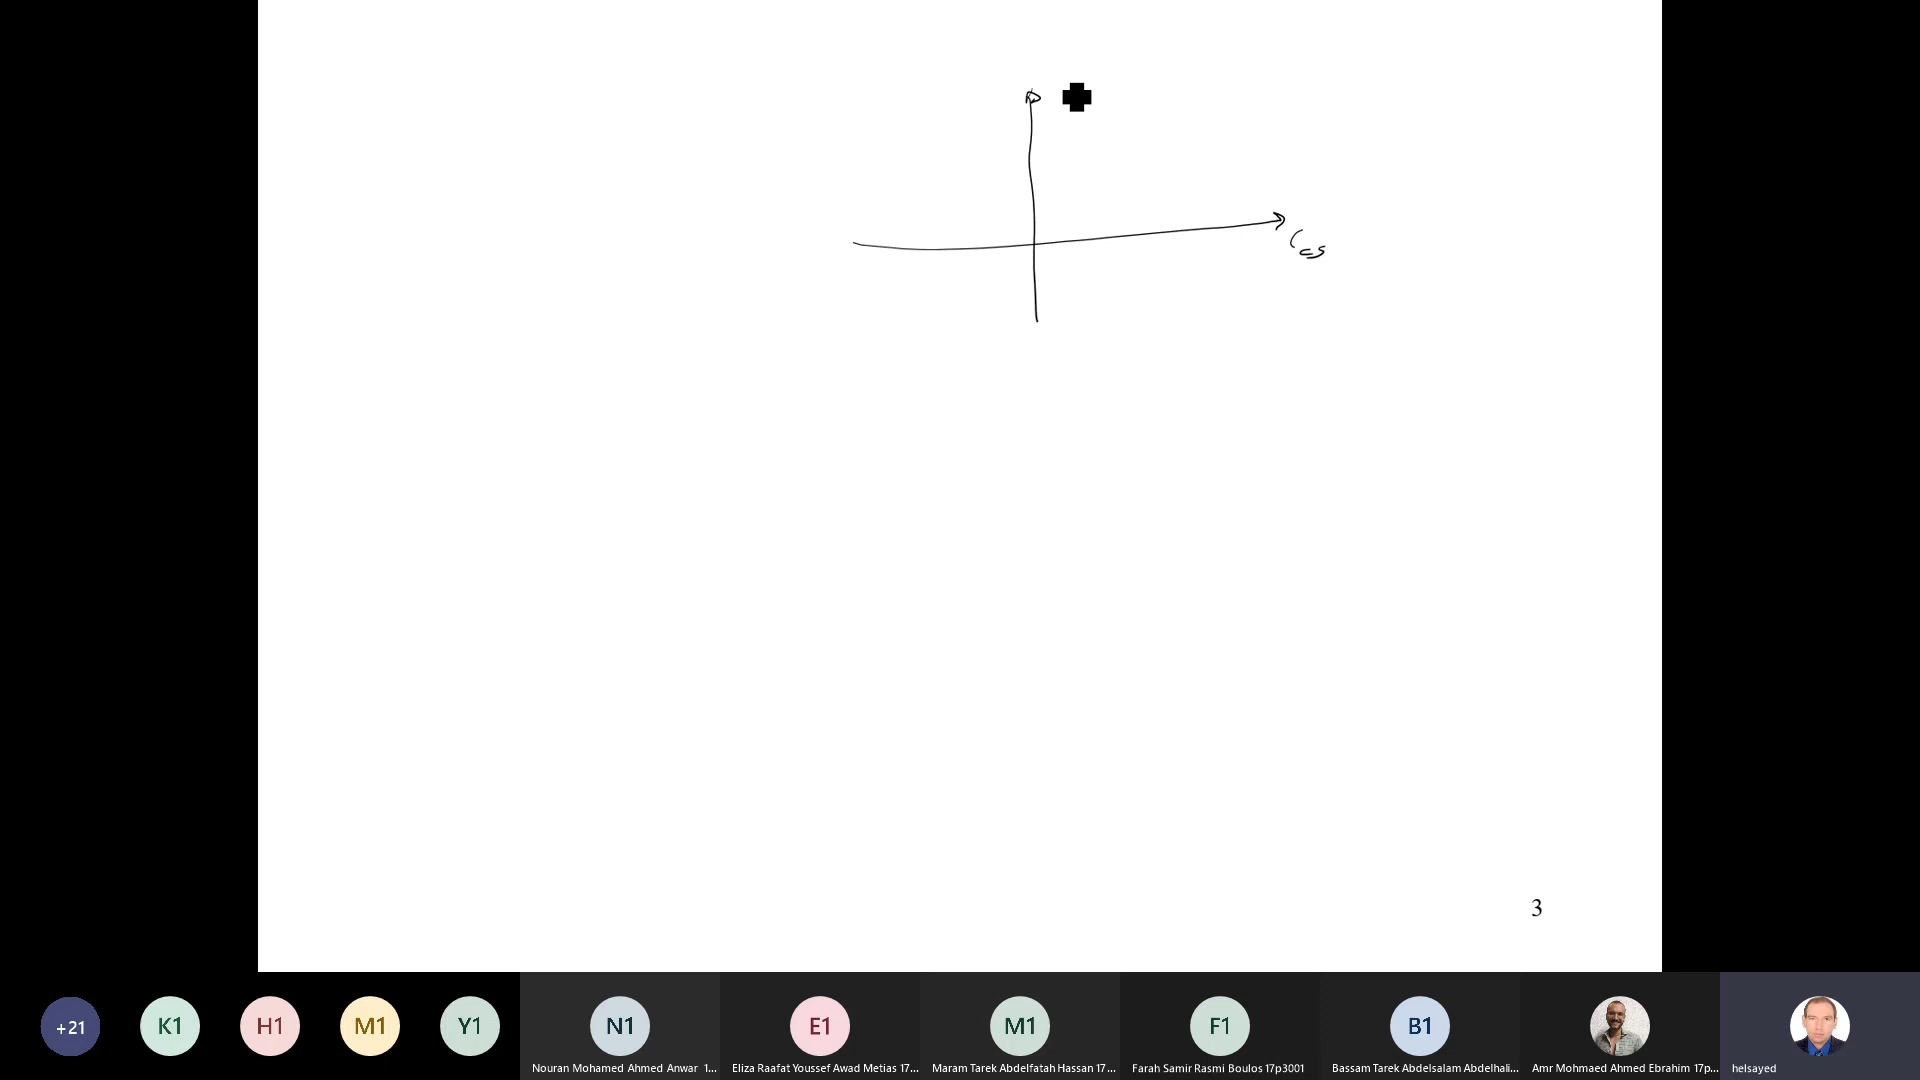 cos
3
+21
K1
H1
M1
Y1
N1
E1
M1
F1
B1
Nouran Mohamed Ahmed Anwar 1...
Eliza Raafat Youssef Awad Metias 17...
Maram Tarek Abdelfatah Hassan 17 ...
Farah Samir Rasmi Boulos 17p3001
Bassam Tarek Abdelsalam Abdelhali...
Amr Mohmaed Ahmed Ebrahim 17p...
helsayed